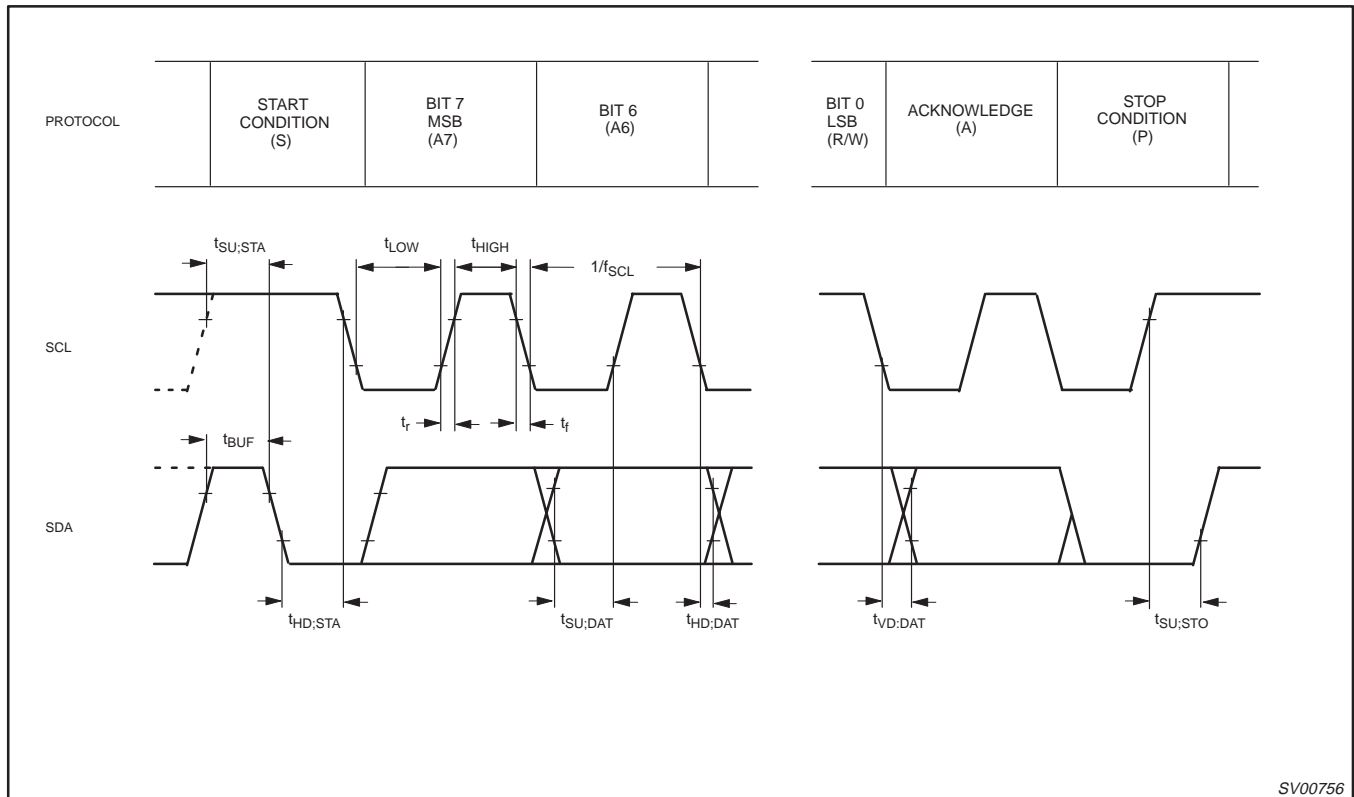 PROTOCOL
START
CONDITION
(S)
BIT 7
MSB
(A7)
BIT 6
(A6)
BIT 0
LSB
(R/W)
ACKNOWLEDGE
(A)
STOP
CONDITION
(P)
tSU;STA
tLOW
tHIGH
1/fSCL
SCL
tr
tf
tBUF
SDA
tHD;STA
tSU;DAT
tHD;DAT
tVD:DAT
tSU;STO
SV00756